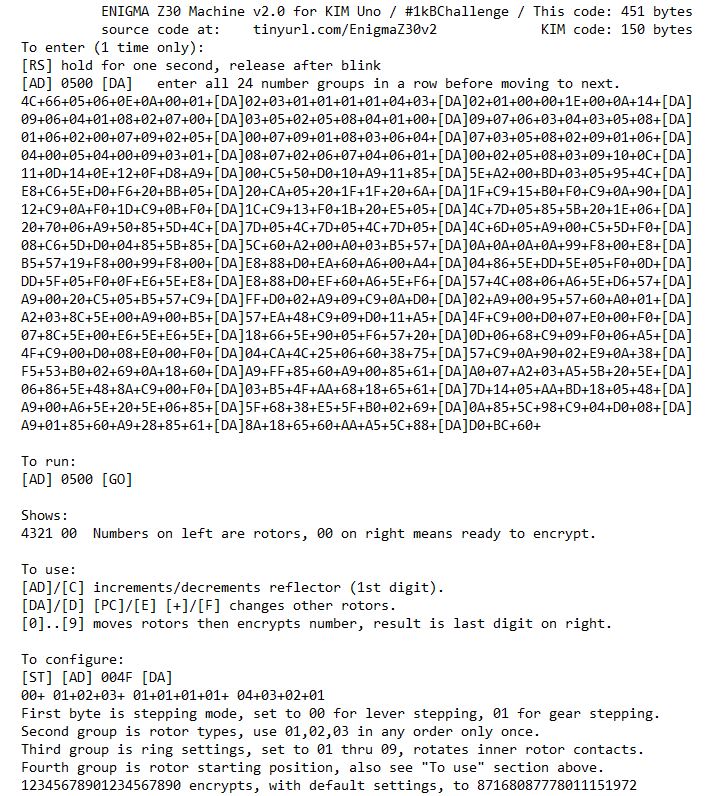 ENIGMA Z30 Machine v2.0 for KIM Uno / #1kBChallenge / This code: 451 bytes
source code at: tinyurl.com/EnigmaZ30v2 KIM code: 150 bytes
To enter (1 time only):
[RS] hold for one second, release after blink
[AD] 0500 [DA] enter all 24 number groups in a row before moving to next.
4C+66+05+06+0E+0A+00+01+[DA]02+03+01+01+01+01+04+03+[DA]02+01+00+00+1E+00+0A+14+[DA]
09+06+04+01+08+02+07+00+[DA]03+05+02+05+08+04+01+00+[DA]09+07+06+03+04+03+05+08+[DA]
01+06+02+00+07+09+02+05+[DA]00+07+09+01+08+03+06+04+[DA]07+03+05+08+02+09+01+06+[DA]
04+00+05+04+00+09+03+01+[DA]08+07+02+06+07+04+06+01+[DA]00+02+05+08+03+09+10+0C+[DA]
11+0D+14+0E+12+0F+D8+A9+[DA]00+C5+50+D0+10+A9+11+85+[DA]5E+A2+00+BD+03+05+95+4C+[DA]
E8+C6+5E+D0+F6+20+BB+05+[DA]20+CA+05+20+1F+1F+20+6A+[DA]1F+C9+15+B0+F0+C9+0A+90+[DA]
12+C9+0A+F0+1D+C9+0B+F0+[DA]1C+C9+13+F0+1B+20+E5+05+[DA]4C+7D+05+85+5B+20+1E+06+[DA]
20+70+06+A9+50+85+5D+4C+[DA]7D+05+4C+7D+05+4C+7D+05+[DA]4C+6D+05+A9+00+C5+5D+F0+[DA]
08+C6+5D+D0+04+85+5B+85+[DA]5C+60+A2+00+A0+03+B5+57+[DA]0A+0A+0A+0A+99+F8+00+E8+[DA]
B5+57+19+F8+00+99+F8+00+[DA]E8+88+D0+EA+60+A6+00+A4+[DA]04+86+5E+DD+5E+05+F0+0D+[DA]
DD+5F+05+F0+0F+E6+5E+E8+[DA]E8+88+D0+EF+60+A6+5E+F6+[DA]57+4C+08+06+A6+5E+D6+57+[DA]
A9+00+20+C5+05+B5+57+C9+[DA]FF+D0+02+A9+09+C9+0A+D0+[DA]02+A9+00+95+57+60+A0+01+[DA]
A2+03+8C+5E+00+A9+00+B5+[DA]57+EA+48+C9+09+D0+11+A5+[DA]4F+C9+00+D0+07+E0+00+F0+[DA]
07+8C+5E+00+E6+5E+E6+5E+[DA]18+66+5E+90+05+F6+57+20+[DA]0D+06+68+C9+09+F0+06+A5+[DA]
4F+C9+00+D0+08+E0+00+F0+[DA]04+CA+4C+25+06+60+38+75+[DA]57+C9+0A+90+02+E9+0A+38+[DA]
F5+53+B0+02+69+0A+18+60+[DA]A9+FF+85+60+A9+00+85+61+[DA]A0+07+A2+03+A5+5B+20+5E+[DA]
06+86+5E+48+8A+C9+00+F0+[DA]03+B5+4F+AA+68+18+65+61+[DA]7D+14+05+AA+BD+18+05+48+[DA]
A9+00+A6+5E+20+5E+06+85+[DA]5F+68+38+E5+5F+B0+02+69+[DA]0A+85+5C+98+C9+04+D0+08+[DA]
A9+01+85+60+A9+28+85+61+[DA]8A+18+65+60+AA+A5+5C+88+[DA]D0+BC+60+
To run:
[AD] 0500 [GO]
Shows:
4321 00 Numbers on left are rotors, 00 on right means ready to encrypt.
To use:
[AD]/[C] increments/decrements reflector (1st digit).
[DA]/[D] [PC]/[E] [+]/[F] changes other rotors.
[0]..[9] moves rotors then encrypts number, result is last digit on right.
To configure:
[ST] [AD] 004F [DA]
00+ 01+02+03+ 01+01+01+01+ 04+03+02+01
First byte is stepping mode, set to 00 for lever stepping, 01 for gear stepping.
Second group is rotor types, use 01,02,03 in any order only once.
Third group is ring settings, set to 01 thru 09, rotates inner rotor contacts.
Fourth group is rotor starting position, also see "To use" section above.
12345678901234567890 encrypts, with default settings, to 87168087778011151972